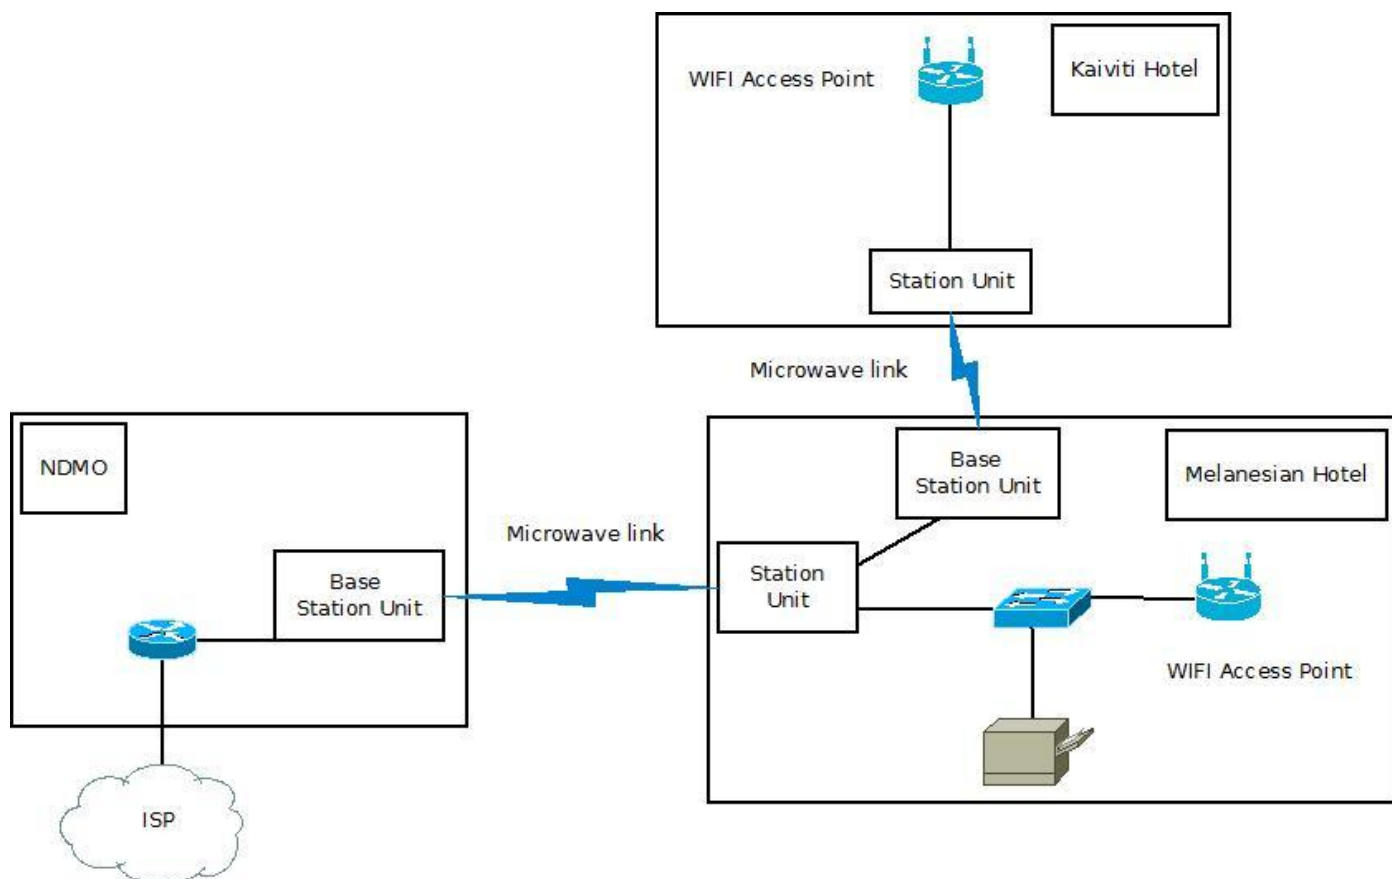 WIFI Access Point
Kaiviti Hotel
Station Unit
Microwave link
NDMO
Base
Station Unit
Microwave link
Base
Station Unit
Melanesian Hotel
Station
Unit
WIFI Access Point
ISP